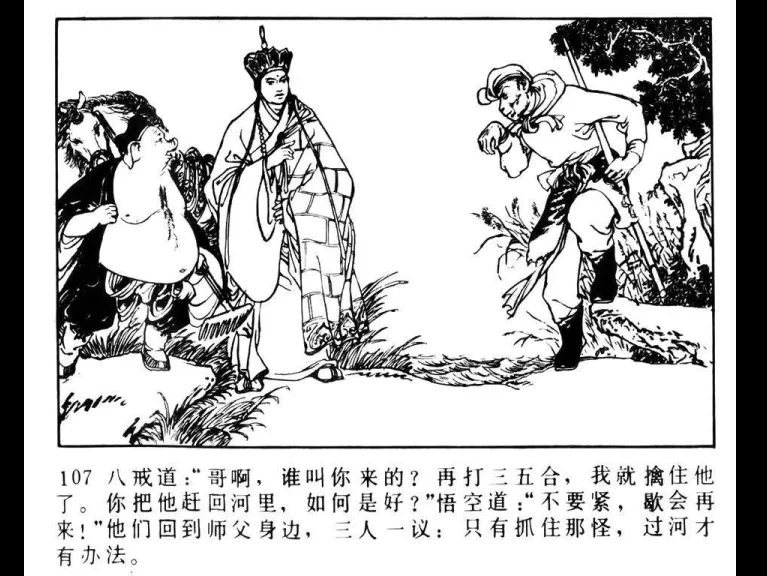 107 八戒道：“哥啊，谁叫你来的？再打三五合，我就擒住他
了。你把他赶回河里，如何是好？”悟空道：“不要紧，歇会再
来！”他们回到师父身边，三人一议：只有抓住那怪，过河才
有办法。